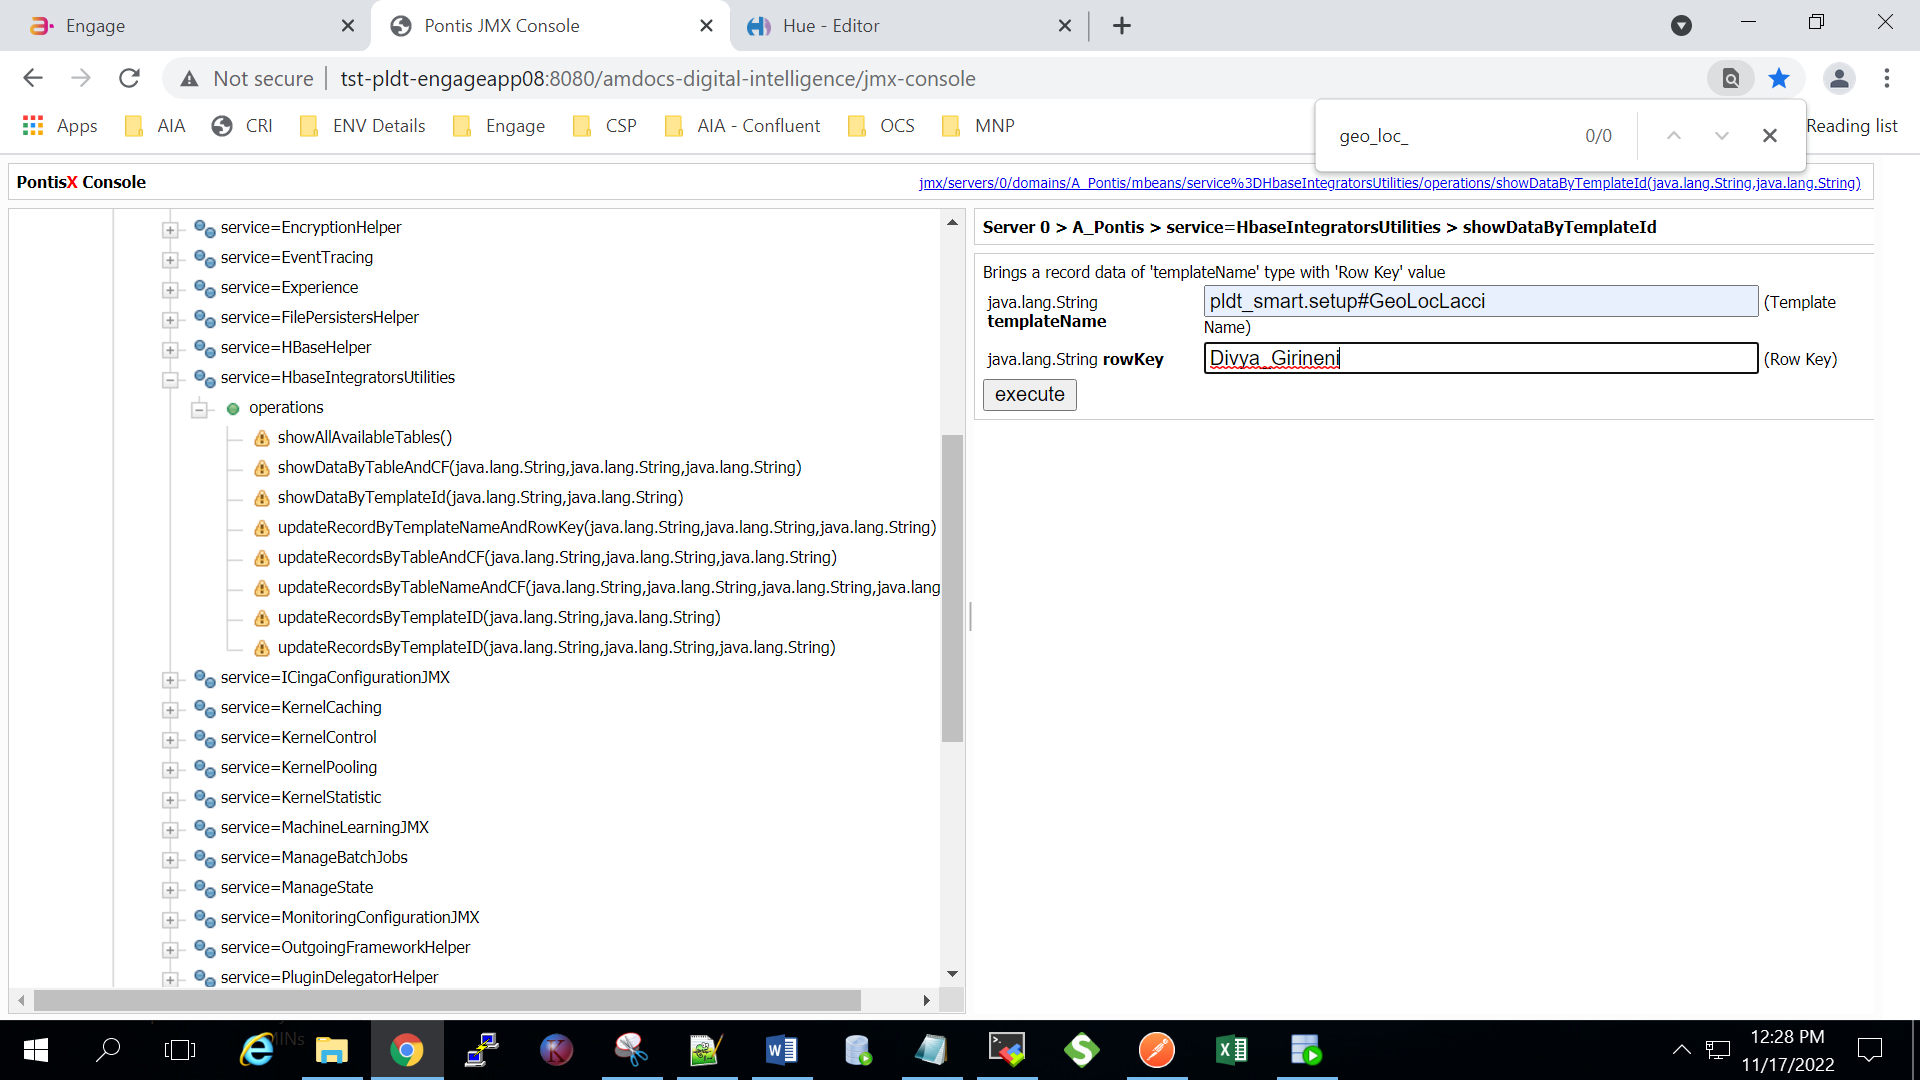 Engage
Pontis JMX Console
Hue - Editor
Not secure
tst-pldt-engageapp08:8080/amdocs-digital-intelligence/jmx-console
Apps
AIA
CRI
ENV Details
Engage
CSP
AIA - Confluent
OCS
MNP
geo_loc_
0/0
Reading list
PontisX Console
jmx/servers/0/domains/A_Pontis/mbeans/service%3DHbaseIntegratorsUtilities/operations/showDataByTemplateId(java.lang.String,java.lang.String)
service=EncryptionHelper
service=EventTracing
service=Experience
service=FilePersistersHelper
service=HBaseHelper
service=HbaseIntegratorsUtilities
operations
showAllAvailableTables()
showDataByTableAndCF(java.lang.String,java.lang.String,java.lang.String)
showDataByTemplateId(java.lang.String,java.lang.String)
updateRecordByTemplateNameAndRowKey(java.lang.String,java.lang.String,java.lang.String)
updateRecordsByTableAndCF(java.lang.String,java.lang.String,java.lang.String)
updateRecordsByTableNameAndCF(java.lang.String,java.lang.String,java.lang.String,java.lang
updateRecordsByTemplateID(java.lang.String,java.lang.String)
updateRecordsByTemplateID(java.lang.String,java.lang.String,java.lang.String)
service=ICingaConfigurationJMX
service=KernelCaching
service=KernelControl
service=KernelPooling
service=KernelStatistic
service=MachineLearningJMX
service=ManageBatchJobs
service=ManageState
service=MonitoringConfigurationJMX
service=OutgoingFrameworkHelper
service=PluginDelegatorHelper
Server 0 > A_Pontis > service=HbaseIntegratorsUtilities > showDataByTemplateId
Brings a record data of 'templateName' type with 'Row Key' value
java.lang.String templateName
pldt_smart.setup#GeoLocLacci
(Template Name)
java.lang.String rowKey
Divya_Girineni
(Row Key)
execute
12:28 PM
11/17/2022